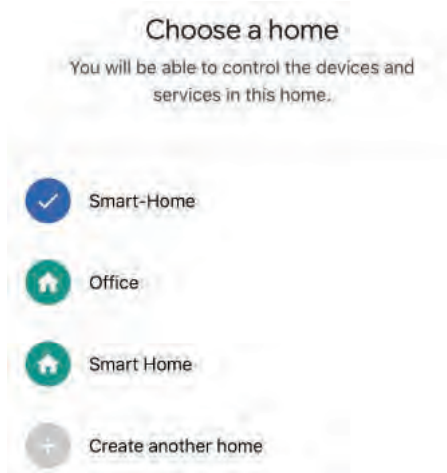 Choose a home
You will be able to control the devices and
services in this home.
Smart-Home
Office
Smart Home
Create another home